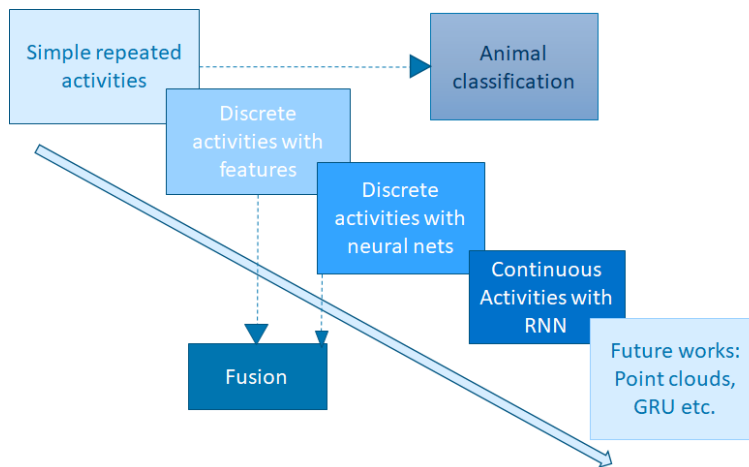 Simple repeated
activities
Animal
classification
Discrete
activities with
features
Discrete
activities with
neural nets
Continuous
Activities with
RNN
Fusion
Future works:
Point clouds,
GRU etc.